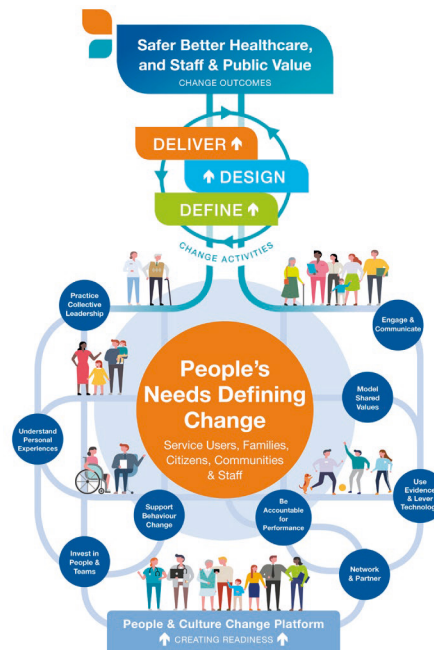 Safer Better Healthcare,
and Staff & Public Value
CHANGE OUTCOMES
DELIVER
DESIGN
DEFINE
CHANGE ACTIVITIES
Practice
Collective
Leadership
Engage &
Communicate
People's
Needs Defining
Change
Service Users, Families,
Citizens, Communities
& Staff
Model
Shared
Values
Understand
Personal
Experiences
Use
Evidence
& Lever
Technolog
Support
Behaviour
Change
Be
Accountable
for
Performance
Invest in
People &
Teams
Network
& Partner
People & Culture Change Platform
CREATING READINESS